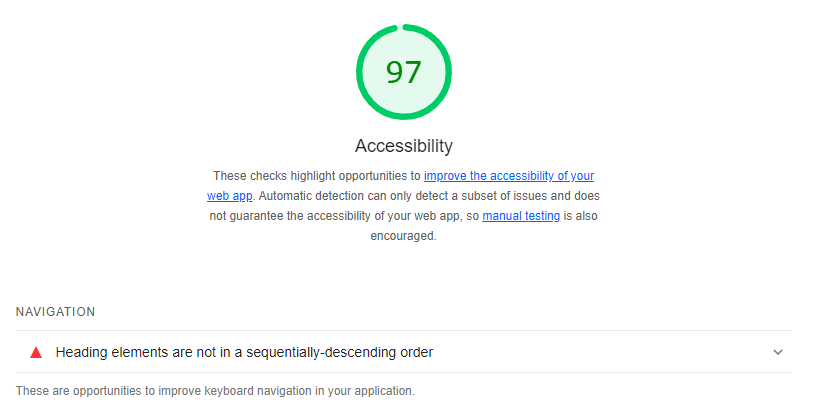 97
Accessibility
These checks highlight opportunities to improve the accessibility of your
web app. Automatic detection can only detect a subset of issues and does
not guarantee the accessibility of your web app, so manual testing is also
encouraged.
NAVIGATION
Heading elements are not in a sequentially-descending order
These are opportunities to improve keyboard navigation in your application.